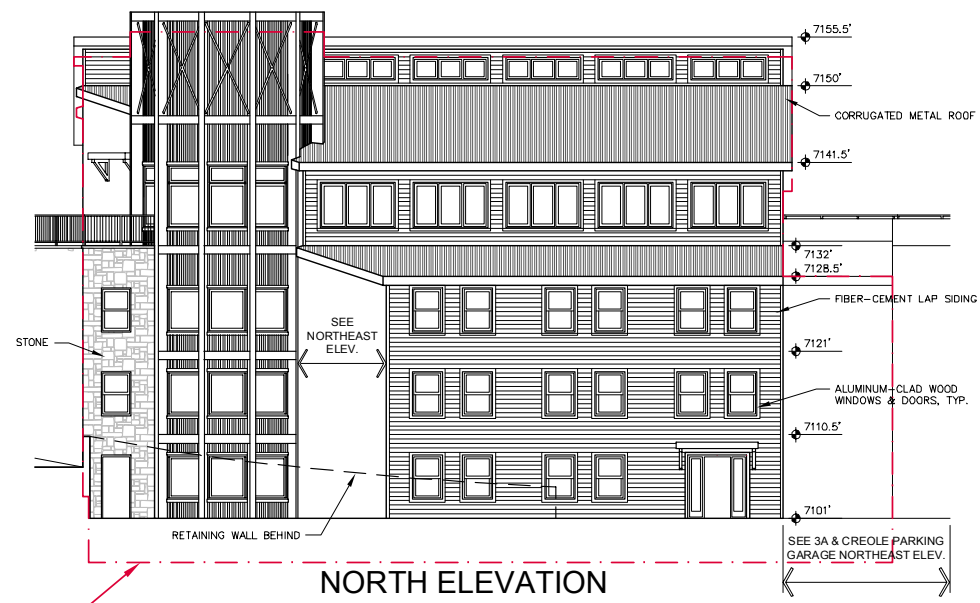 7155.5'
7150'
CORRUGATED METAL ROOF
7141.5'
7132'
7128.5'
FIBER-CEMENT LAP SIDING
SEE
NORTHEAST
ELEV.
STONE
7121'
ALUMINUM-CLAD WOOD
WINDOWS & DOORS, TYP.
7110.5'
7101'
RETAINING WALL BEHIND
SEE 3A & CREOLE PARKING
GARAGE NORTHEAST ELEV.
NORTH ELEVATION